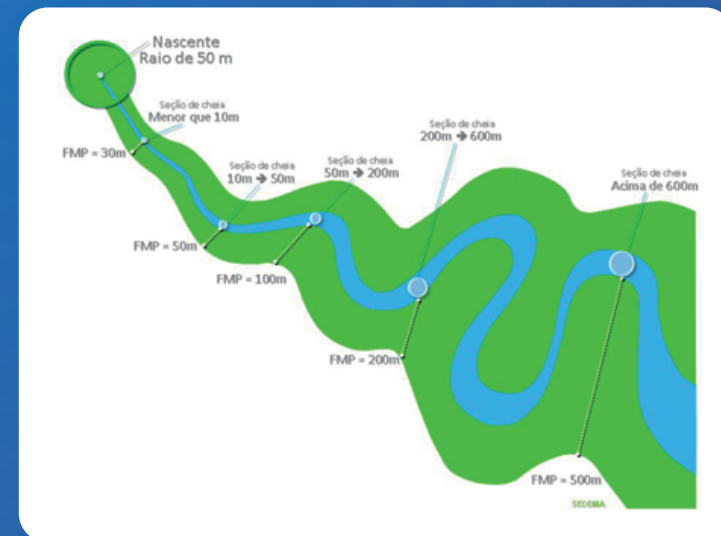 Nascente
Raio de 50 m
Seção de cheia
Menor que 10m
FMP = 30m
Seção de cheia
10m ➔ 50m
FMP = 50m
Seção de cheia
50m ➔ 200m
FMP = 100m
Seção de cheia
200m ➔ 600m
FMP = 200m
Seção de cheia
Acima de 600m
FMP = 500m
SEDEMA